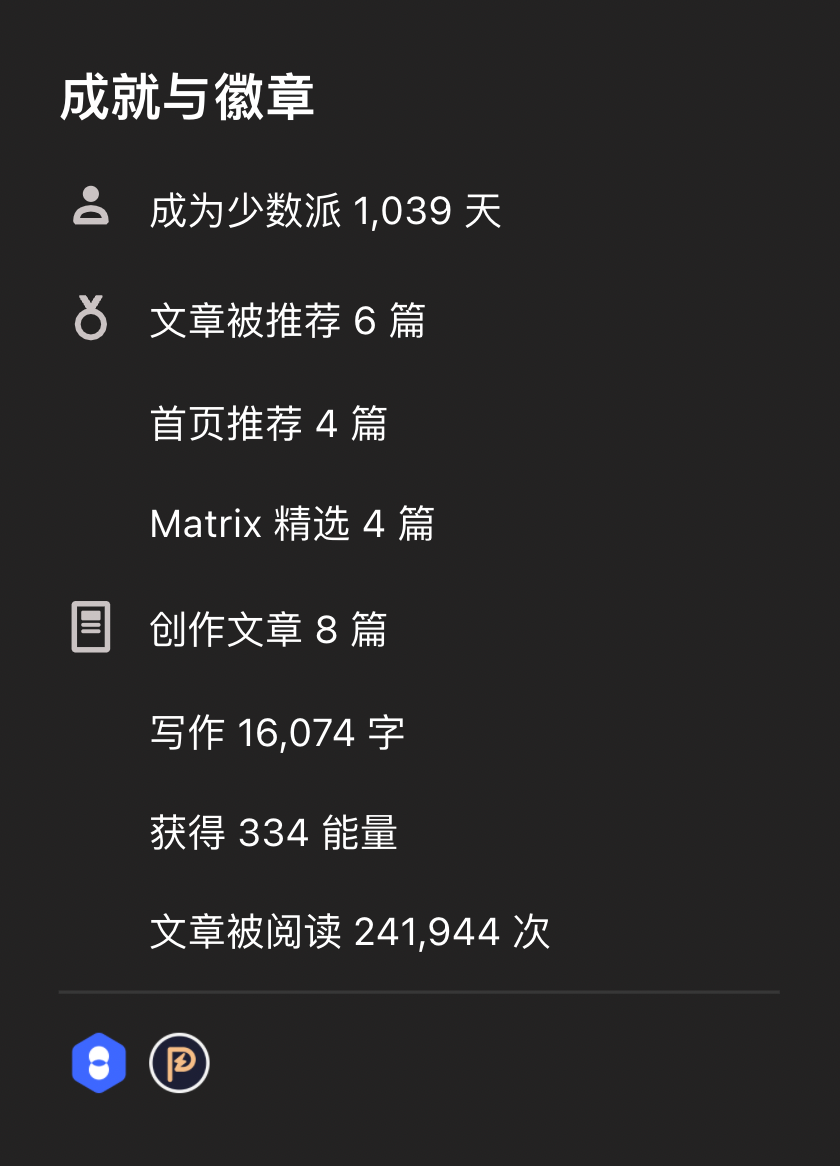 成就与徽章
成为少数派 1,039 天
文章被推荐 6 篇
首页推荐 4 篇
Matrix 精选 4 篇
创作文章 8 篇
写作 16,074 字
获得 334 能量
文章被阅读 241,944 次